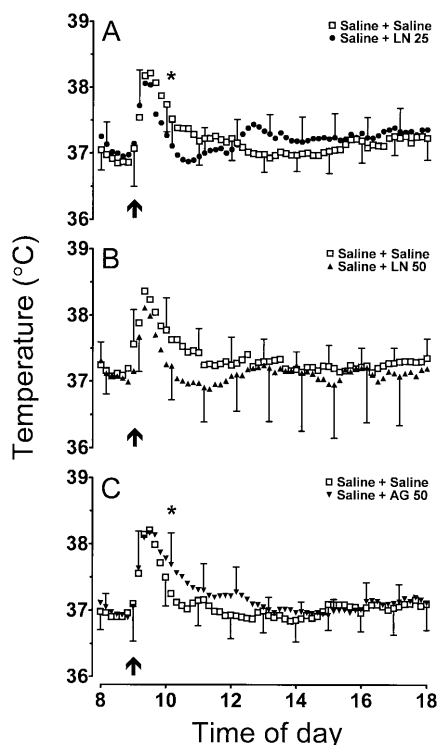 A
Saline + Saline
Saline + LN 25
*
39
38
37
36
Temperature (°C)
B
Saline + Saline
Saline + LN 50
39
38
37
36
C
Saline + Saline
Saline + AG 50
*
39
38
37
36
8 10 12 14 16 18
Time of day